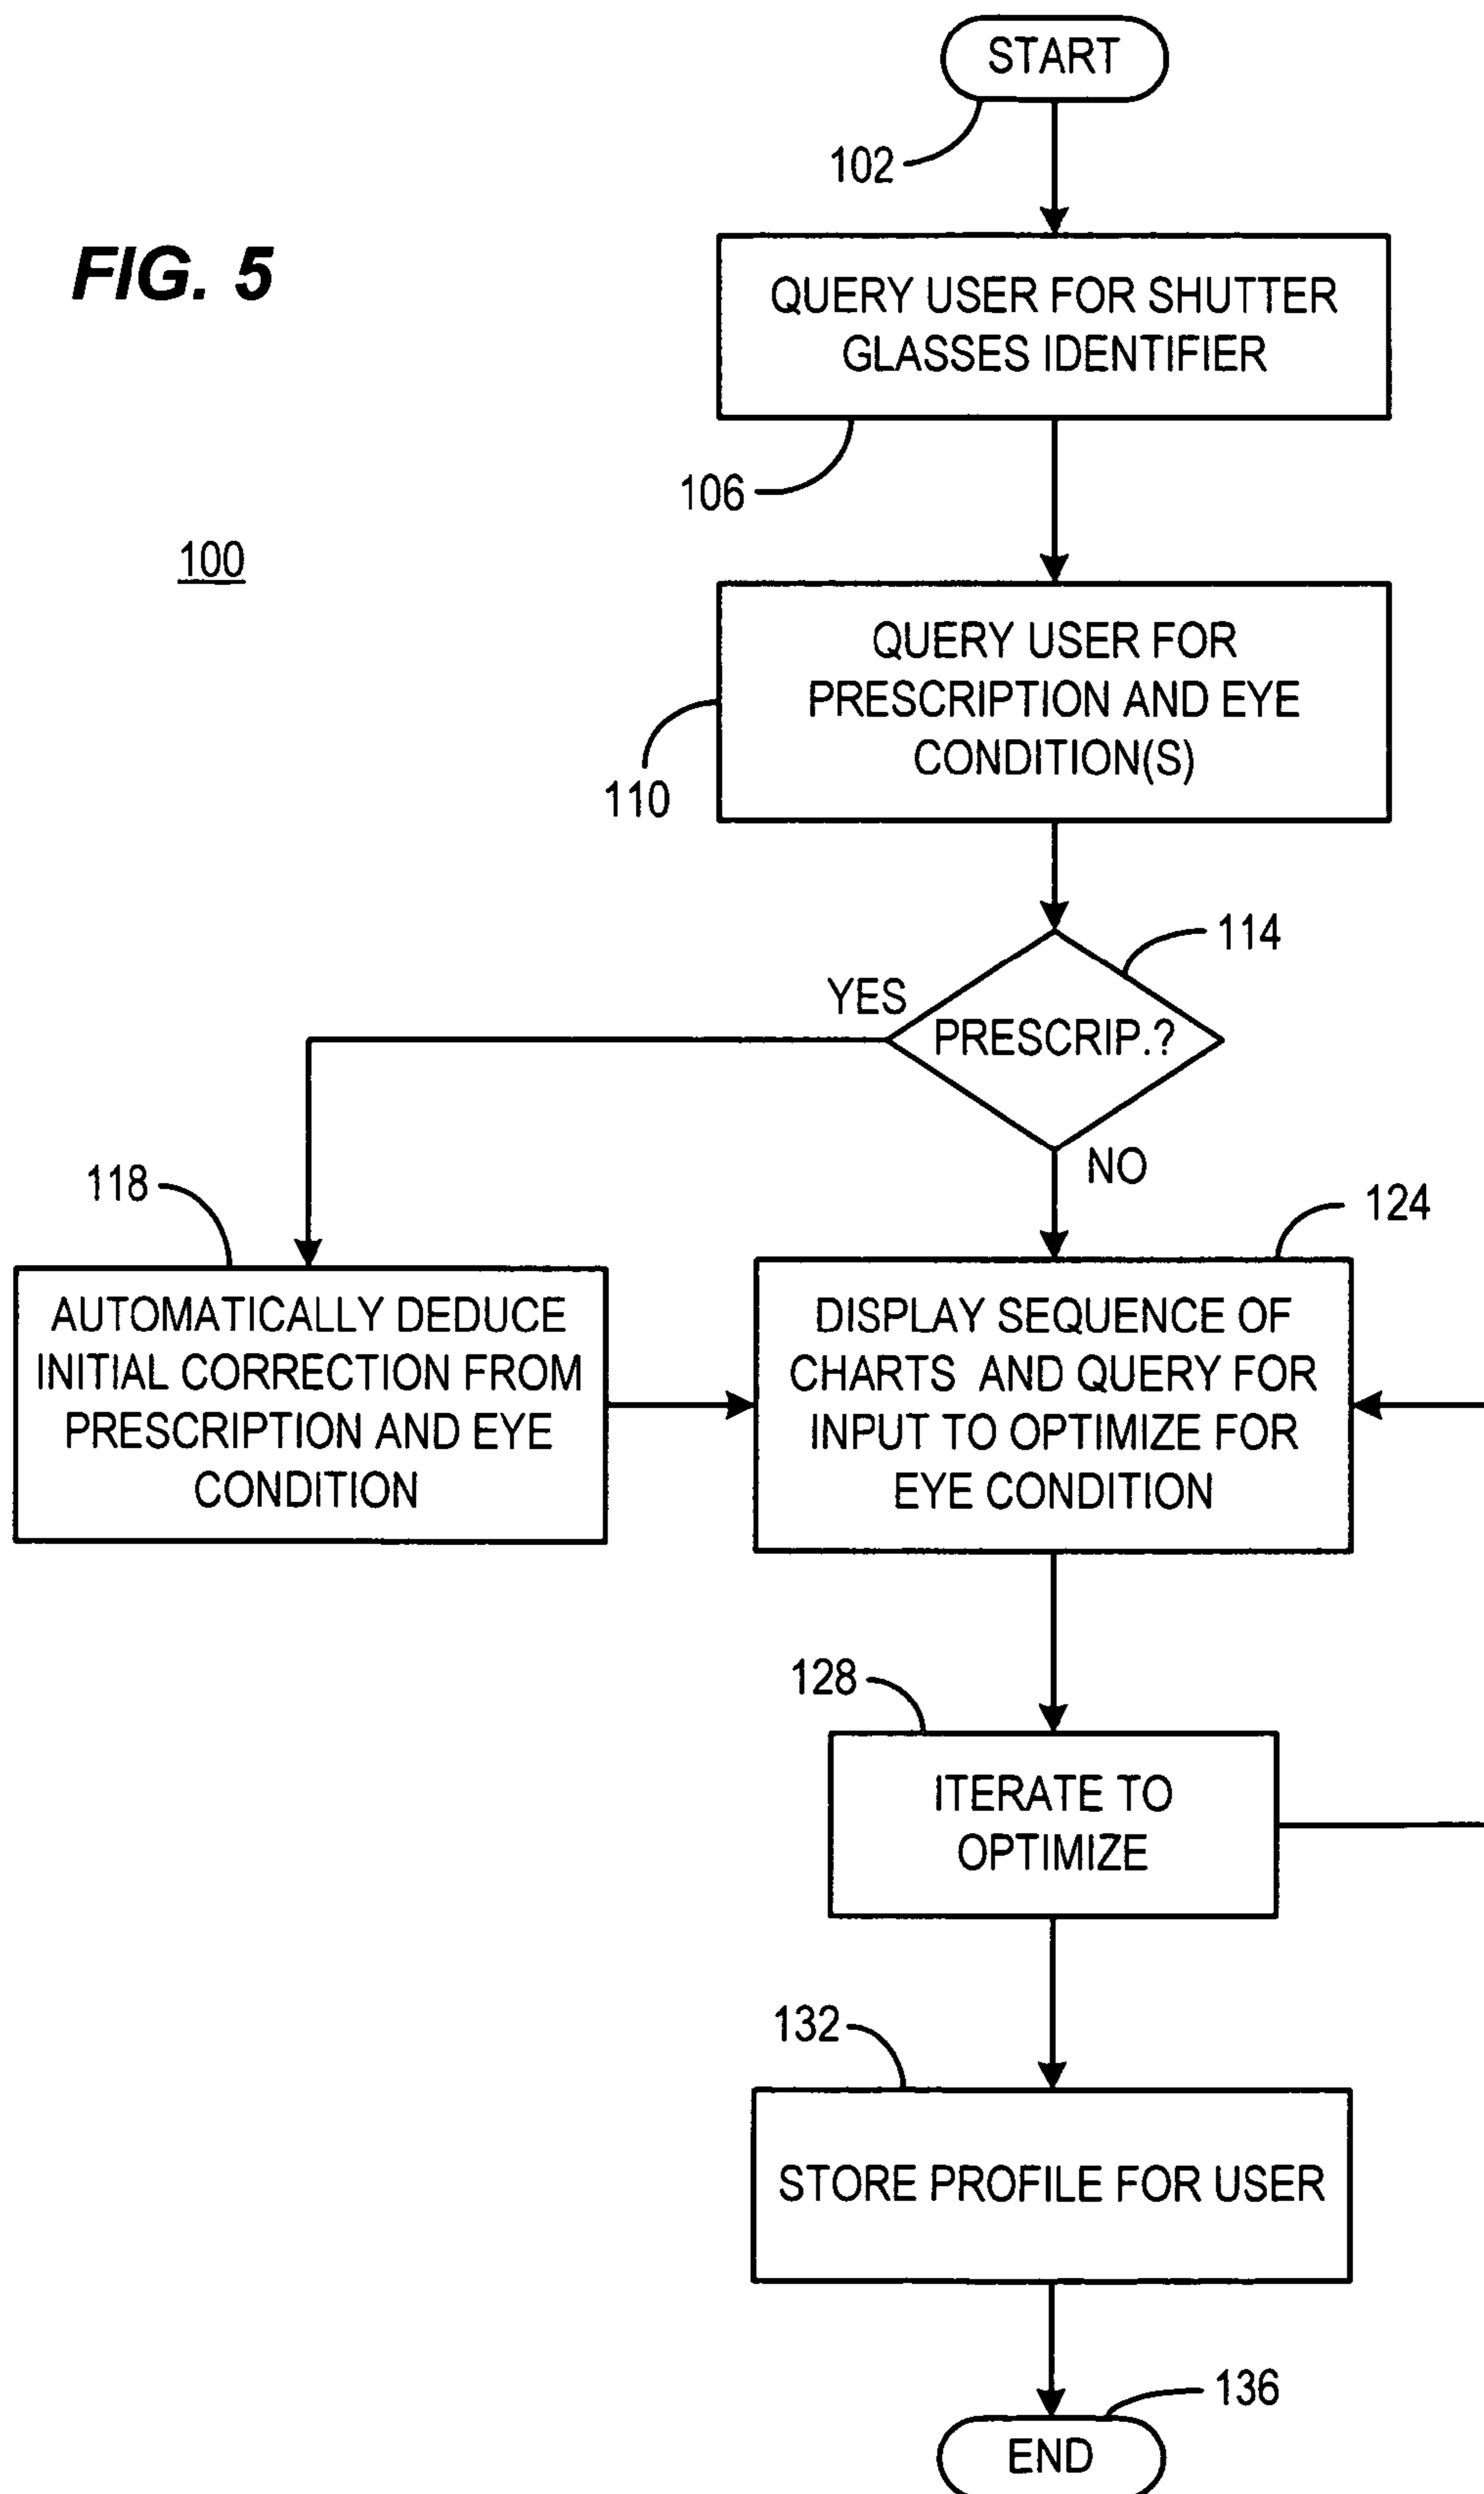 START
102
FIG. 5
QUERY USER FOR SHUTTER
GLASSES IDENTIFIER
106
100
QUERY USER FOR
PRESCRIPTION AND EYE
CONDITION(S)
110
114
YES
PRESCRIP.?
NO
118
124
AUTOMATICALLY DEDUCE
INITIAL CORRECTION FROM
PRESCRIPTION AND EYE
CONDITION
DISPLAY SEQUENCE OF
CHARTS AND QUERY FOR
INPUT TO OPTIMIZE FOR
EYE CONDITION
128
ITERATE TO
OPTIMIZE
132
STORE PROFILE FOR USER
136
END